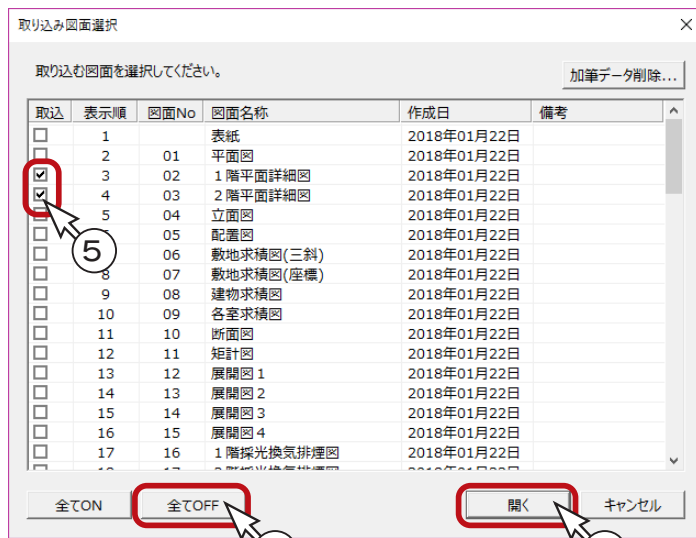 取り込み図面選択
取り込む図面を選択してください。
加筆データ削除...
取込 表示順 図面No 図面名称 作成日 備考
1 表紙 2018年01月22日
2 01 平面図 2018年01月22日
3 02 1階平面詳細図 2018年01月22日
4 03 2階平面詳細図 2018年01月22日
5 04 立面図 2018年01月22日
05 配置図 2018年01月22日
⑤ 06 敷地求積図(三斜) 2018年01月22日
8 07 敷地求積図(座標) 2018年01月22日
9 08 建物求積図 2018年01月22日
10 09 各室求積図 2018年01月22日
11 10 断面図 2018年01月22日
12 11 矩計図 2018年01月22日
13 12 展開図1 2018年01月22日
14 13 展開図2 2018年01月22日
15 14 展開図3 2018年01月22日
16 15 展開図4 2018年01月22日
17 16 1階採光換気排煙図 2018年01月22日
全てON 全てOFF 開く キャンセル